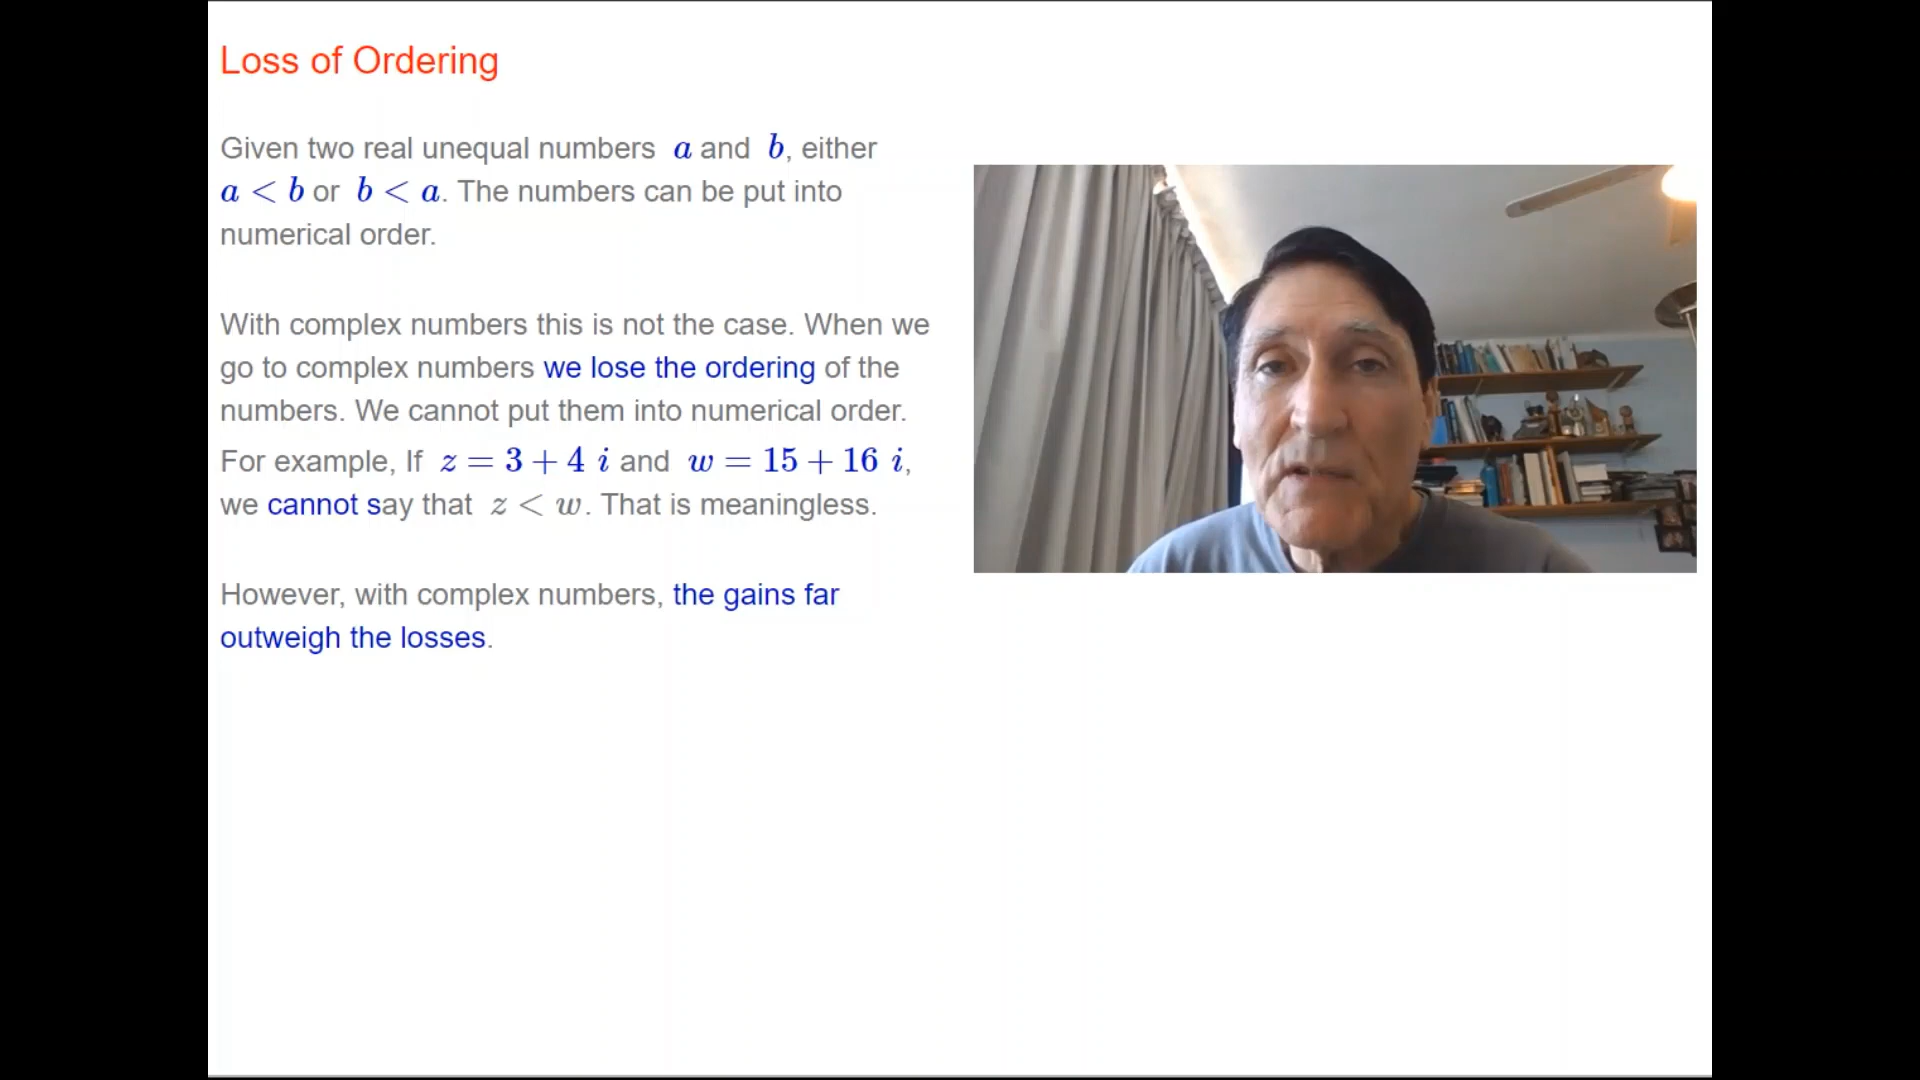 Loss of Ordering
Given two real unequal numbers a and b, either
a < b or b < a. The numbers can be put into
numerical order.
With complex numbers this is not the case. When we
go to complex numbers we lose the ordering of the
numbers. We cannot put them into numerical order.
For example, If z = 3 + 4 i and w = 15 + 16 i,
we cannot say that z < w. That is meaningless.
However, with complex numbers, the gains far
outweigh the losses.